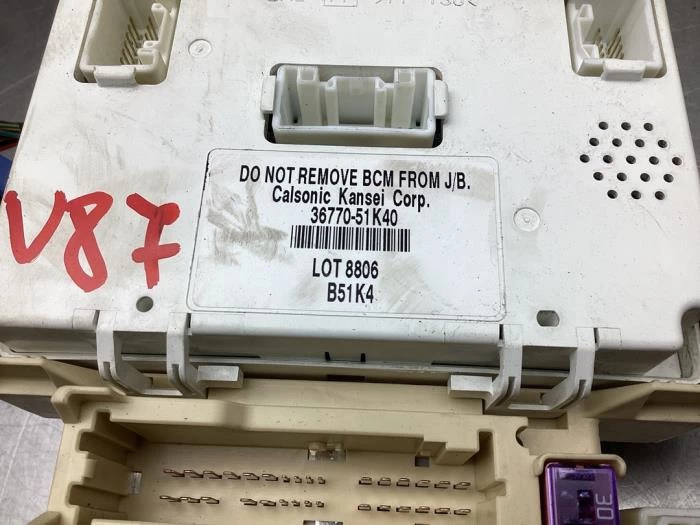 DO NOT REMOVE BCM FROM J/B.
Calsonic Kansei Corp.
36770-51K40
LOT 8806
B51K4
V87
30